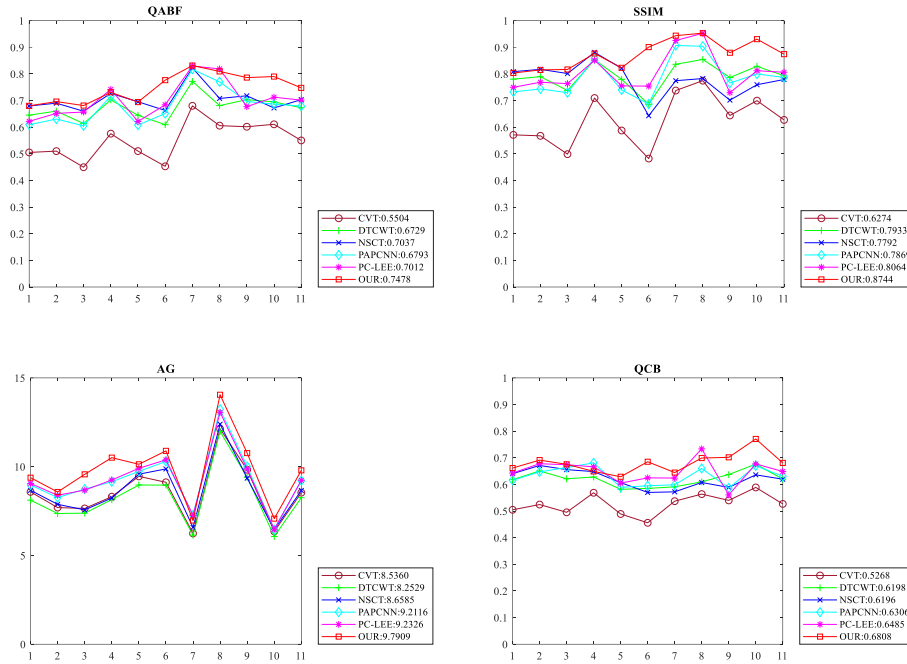 QABF
1
0.9
0.8
0.7
0.6
0.5
0.4
0.3
0.2
0.1
0
1 2 3 4 5 6 7 8 9 10 11
CVT:0.5504
DTCWT:0.6729
NSCT:0.7037
PAPCNN:0.6793
PC-LEE:0.7012
OUR:0.7478
SSIM
1
0.9
0.8
0.7
0.6
0.5
0.4
0.3
0.2
0.1
0
1 2 3 4 5 6 7 8 9 10 11
CVT:0.6274
DTCWT:0.7933
NSCT:0.7792
PAPCNN:0.7869
PC-LEE:0.8064
OUR:0.8744
AG
15
10
5
0
1 2 3 4 5 6 7 8 9 10 11
CVT:8.5360
DTCWT:8.2529
NSCT:8.6585
PAPCNN:9.2116
PC-LEE:9.2326
OUR:9.7909
QCB
1
0.9
0.8
0.7
0.6
0.5
0.4
0.3
0.2
0.1
0
1 2 3 4 5 6 7 8 9 10 11
CVT:0.5268
DTCWT:0.6198
NSCT:0.6196
PAPCNN:0.6306
PC-LEE:0.6485
OUR:0.6808